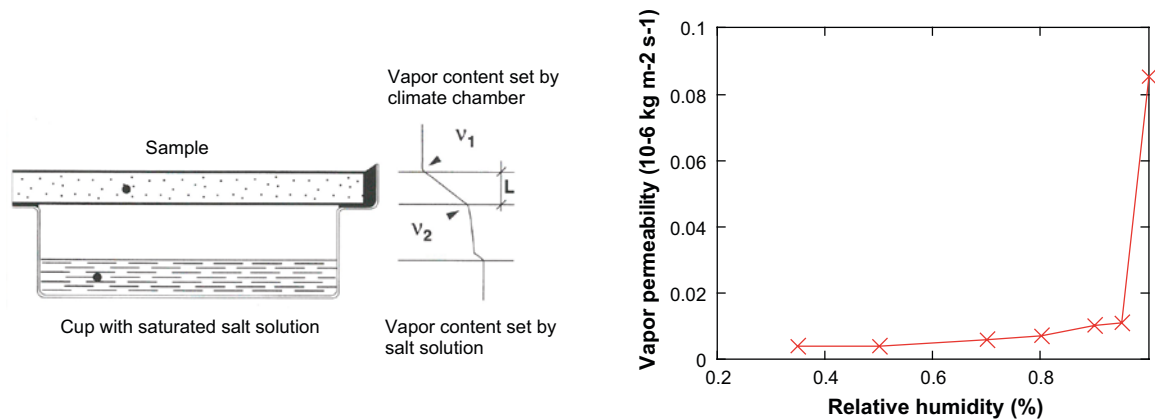 Vapor content set by
climate chamber
ν1
Sample
L
ν2
Cup with saturated salt solution
Vapor content set by
salt solution
Vapor permeability (10-6 kg m-2 s-1)
0.1
0.08
0.06
0.04
0.02
0
0.2
0.4
0.6
0.8
Relative humidity (%)